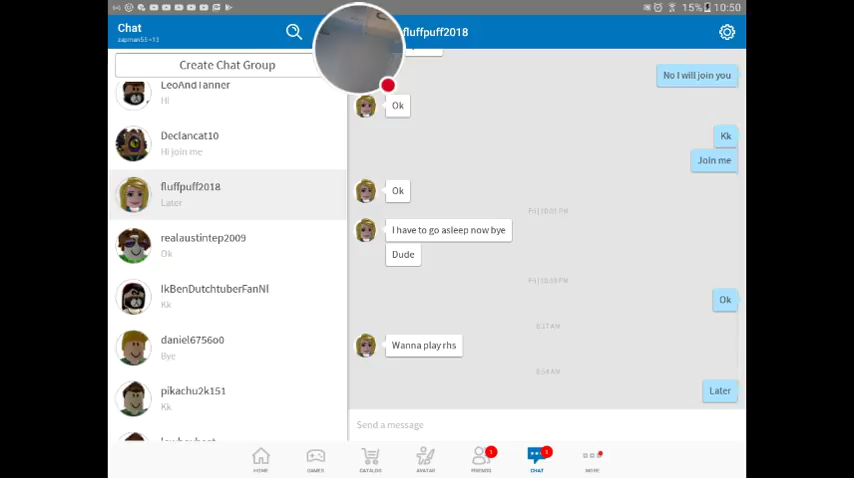 15% 10:50
Chat
fluffpuff2018
Create Chat Group
LeoAndTanner
Hi
Declancat10
Hi join me
fluffpuff2018
Later
realaustintep2009
Ok
IkBenDutchtuberFanNl
Kk
daniel6756o0
Bye
pikachu2k151
Kk
No I will join you
Ok
Kk
Join me
Ok
I have to go asleep now bye
Dude
Ok
Wanna play rhs
Later
Send a message
HOME
GAMES
CATALOG
AVATAR
FRIENDS
1
CHAT
MORE